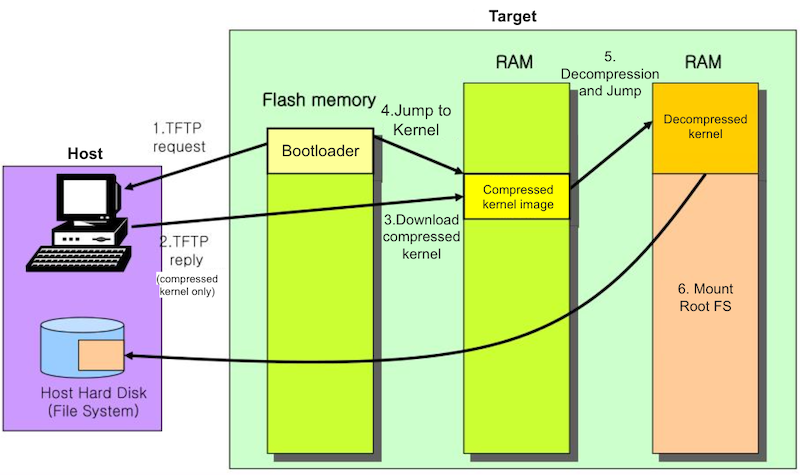 Target
RAM
5.
Decompression
and Jump
RAM
Flash memory
4.Jump to
Kernel
1.TFTP
request
Bootloader
Decompressed
kernel
Host
Compressed
kernel image
3.Download
compressed
kernel
2.TFTP
reply
(compressed
kernel only)
6. Mount
Root FS
Host Hard Disk
(File System)